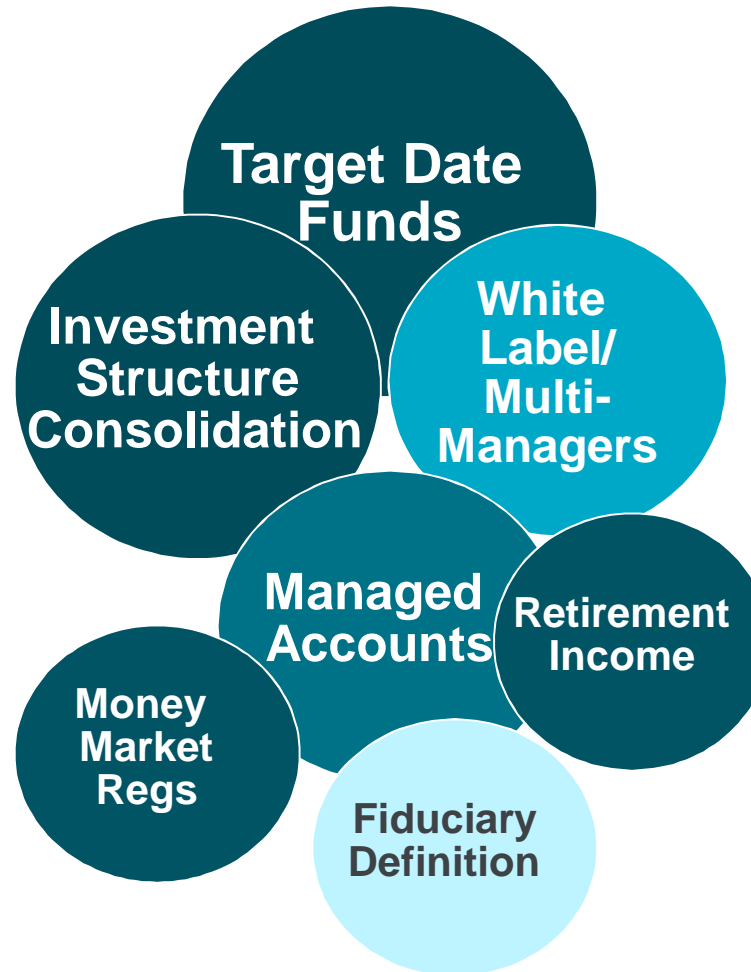 Target Date
Funds
Investment
Structure
Consolidation
White
Label/
Multi-
Managers
Managed
Accounts
Retirement
Income
Money
Market
Regs
Fiduciary
Definition